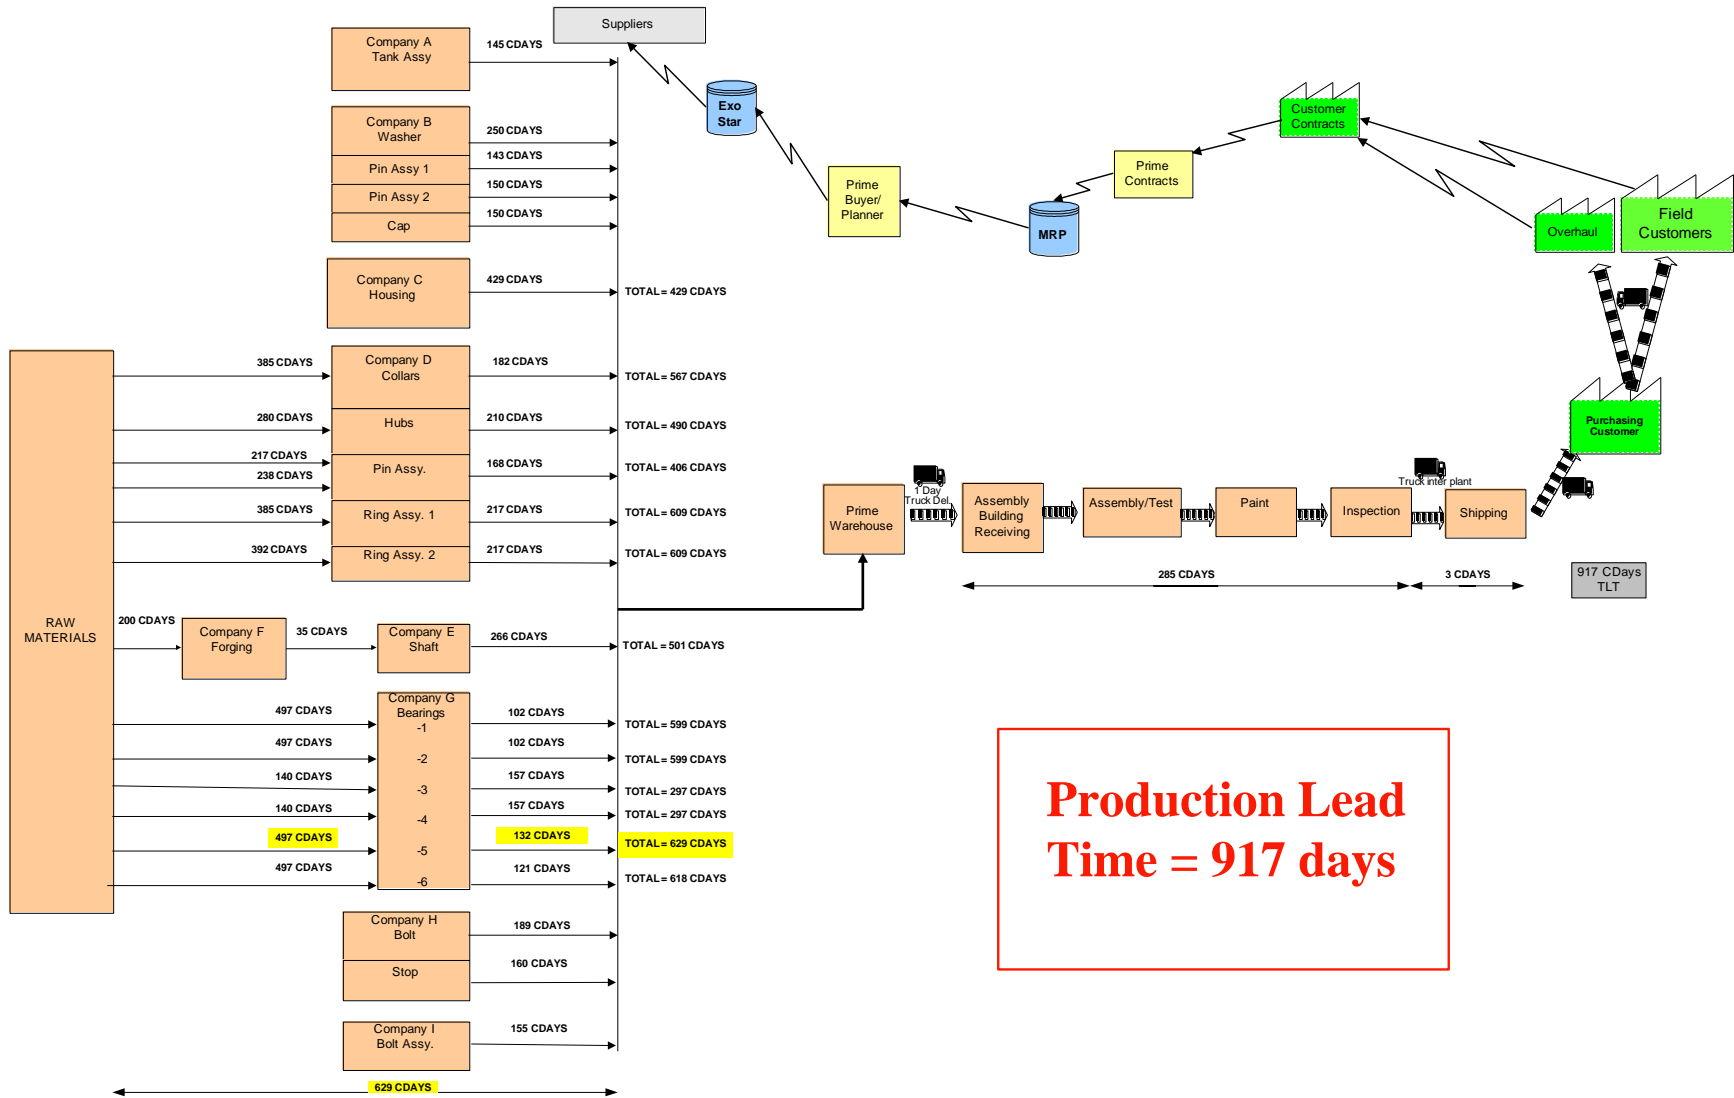 Suppliers
Company A
Tank Assy
145 CDAYS
Company B
Washer
250 CDAYS
Pin Assy 1
143 CDAYS
Pin Assy 2
150 CDAYS
Cap
150 CDAYS
Company C
Housing
429 CDAYS
TOTAL = 429 CDAYS
385 CDAYS
Company D
Collars
182 CDAYS
TOTAL = 567 CDAYS
280 CDAYS
Hubs
210 CDAYS
TOTAL = 490 CDAYS
217 CDAYS
238 CDAYS
Pin Assy.
168 CDAYS
TOTAL = 406 CDAYS
385 CDAYS
Ring Assy. 1
217 CDAYS
TOTAL = 609 CDAYS
392 CDAYS
Ring Assy. 2
217 CDAYS
TOTAL = 609 CDAYS
RAW
MATERIALS
200 CDAYS
Company F
Forging
35 CDAYS
Company E
Shaft
266 CDAYS
TOTAL = 501 CDAYS
Company G
Bearings
497 CDAYS
-1
102 CDAYS
TOTAL = 599 CDAYS
497 CDAYS
-2
102 CDAYS
TOTAL = 599 CDAYS
140 CDAYS
-3
157 CDAYS
TOTAL = 297 CDAYS
140 CDAYS
-4
157 CDAYS
TOTAL = 297 CDAYS
497 CDAYS
-5
132 CDAYS
TOTAL = 629 CDAYS
497 CDAYS
-6
121 CDAYS
TOTAL = 618 CDAYS
Company H
Bolt
189 CDAYS
Stop
160 CDAYS
Company I
Bolt Assy.
155 CDAYS
629 CDAYS
Exo
Star
Prime
Buyer/
Planner
MRP
Prime
Contracts
Customer
Contracts
Overhaul
Field
Customers
Purchasing
Customer
Prime
Warehouse
1 Day
Truck Del.
Assembly
Building
Receiving
Assembly/Test
Paint
Inspection
Truck inter plant
Shipping
285 CDAYS
3 CDAYS
917 CDays
TLT
Production Lead
Time = 917 days